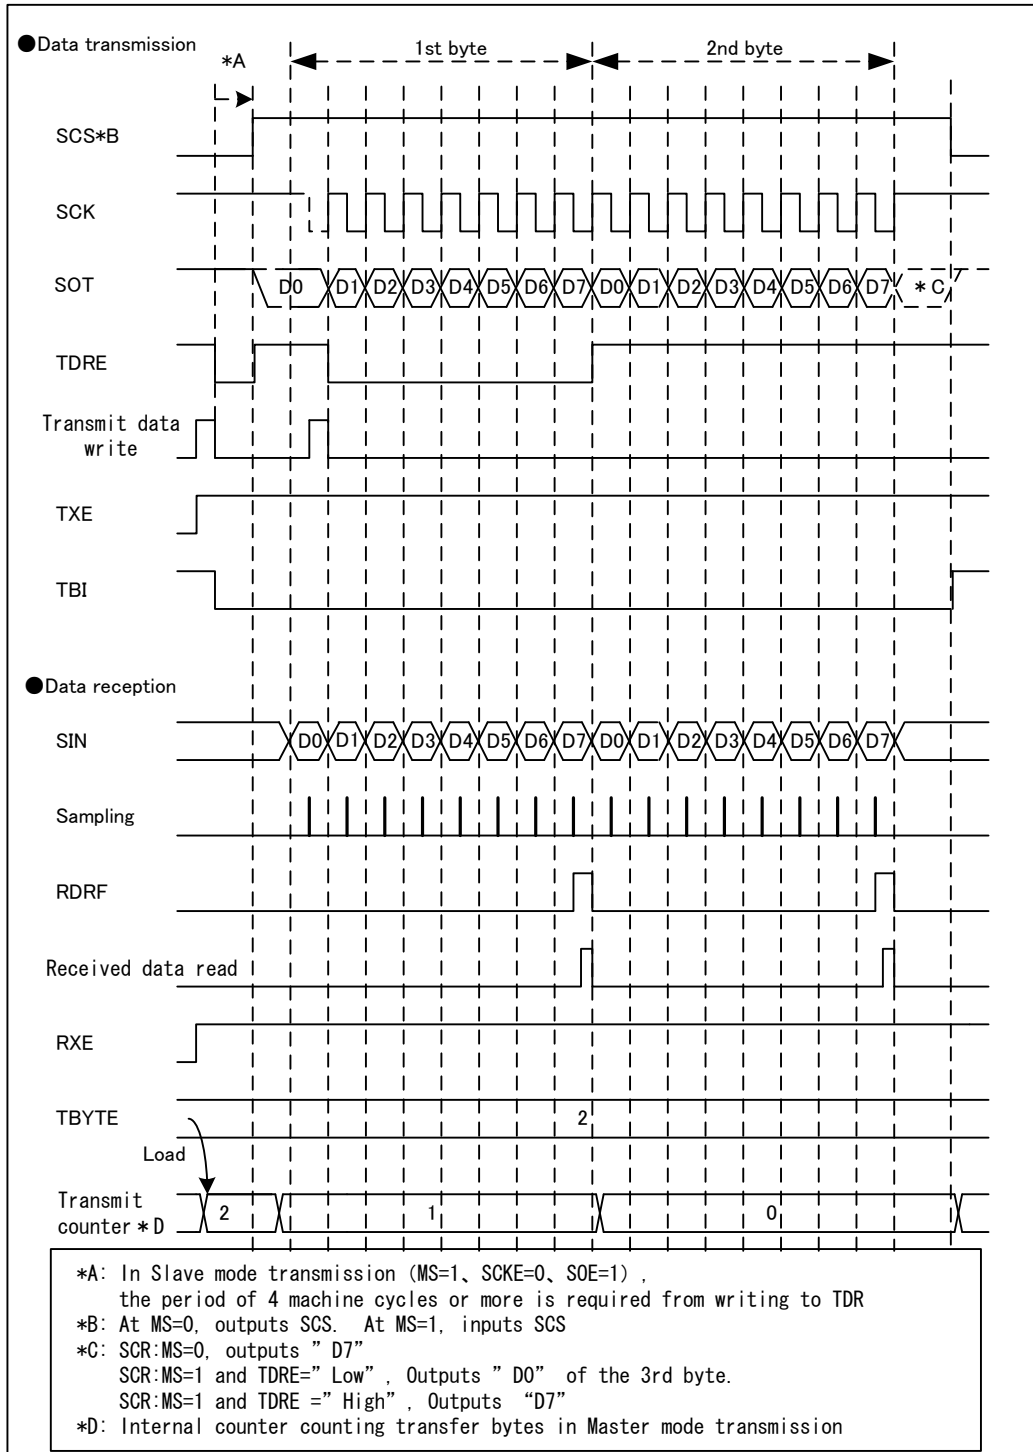 ●Data transmission
1st byte
2nd byte
*A
SCS*B
SCK
SOT
D0 D1 D2 D3 D4 D5 D6 D7 D0 D1 D2 D3 D4 D5 D6 D7 *C
TDRE
Transmit data
write
TXE
TBI
●Data reception
SIN
D0 D1 D2 D3 D4 D5 D6 D7 D0 D1 D2 D3 D4 D5 D6 D7
Sampling
RDRF
Received data read
RXE
TBYTE
2
Load
Transmit
counter *D
2 1 0
*A: In Slave mode transmission (MS=1、SCKE=0、SOE=1) ,
the period of 4 machine cycles or more is required from writing to TDR
*B: At MS=0, outputs SCS. At MS=1, inputs SCS
*C: SCR:MS=0, outputs ” D7”
SCR:MS=1 and TDRE=” Low” , Outputs ” D0” of the 3rd byte.
SCR:MS=1 and TDRE =” High” , Outputs “D7”
*D: Internal counter counting transfer bytes in Master mode transmission